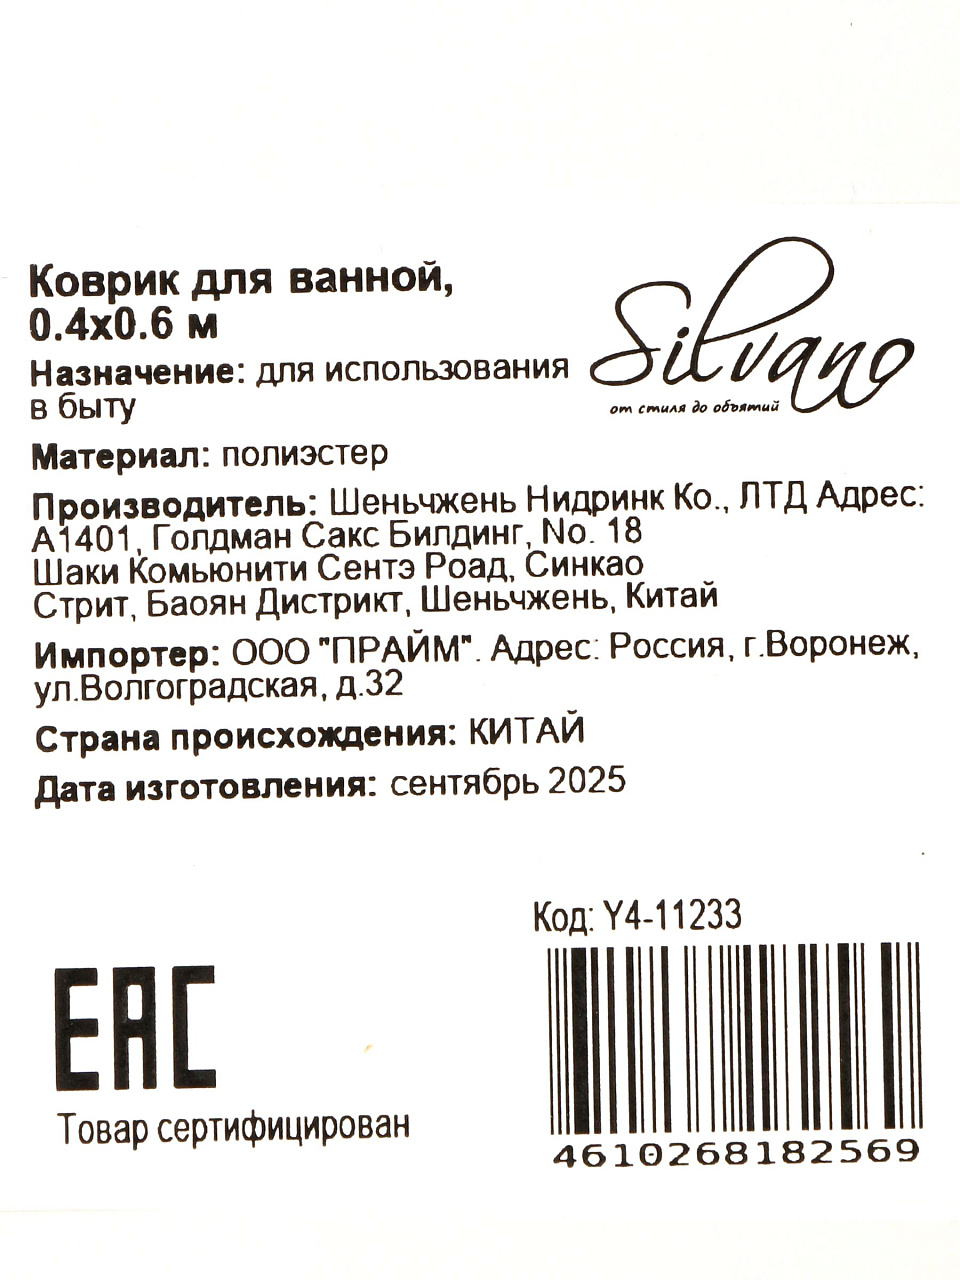 Коврик для ванной,
0.4х0.6 м
Silvano
от стиля до объятий
Назначение: для использования
в быту
Материал: полиэстер
Производитель: Шеньчжень Нидринк Ко., ЛТД Адрес:
А1401, Голдман Сакс Билдинг, No. 18
Шаки Комьюнити Сентэ Роад, Синкао
Стрит, Баоян Дистрикт, Шеньчжень, Китай
Импортер: ООО "ПРАЙМ". Адрес: Россия, г.Воронеж,
ул.Волгоградская, д.32
Страна происхождения: КИТАЙ
Дата изготовления: сентябрь 2025
Код: Y4-11233
EAC
Товар сертифицирован
4610268182569